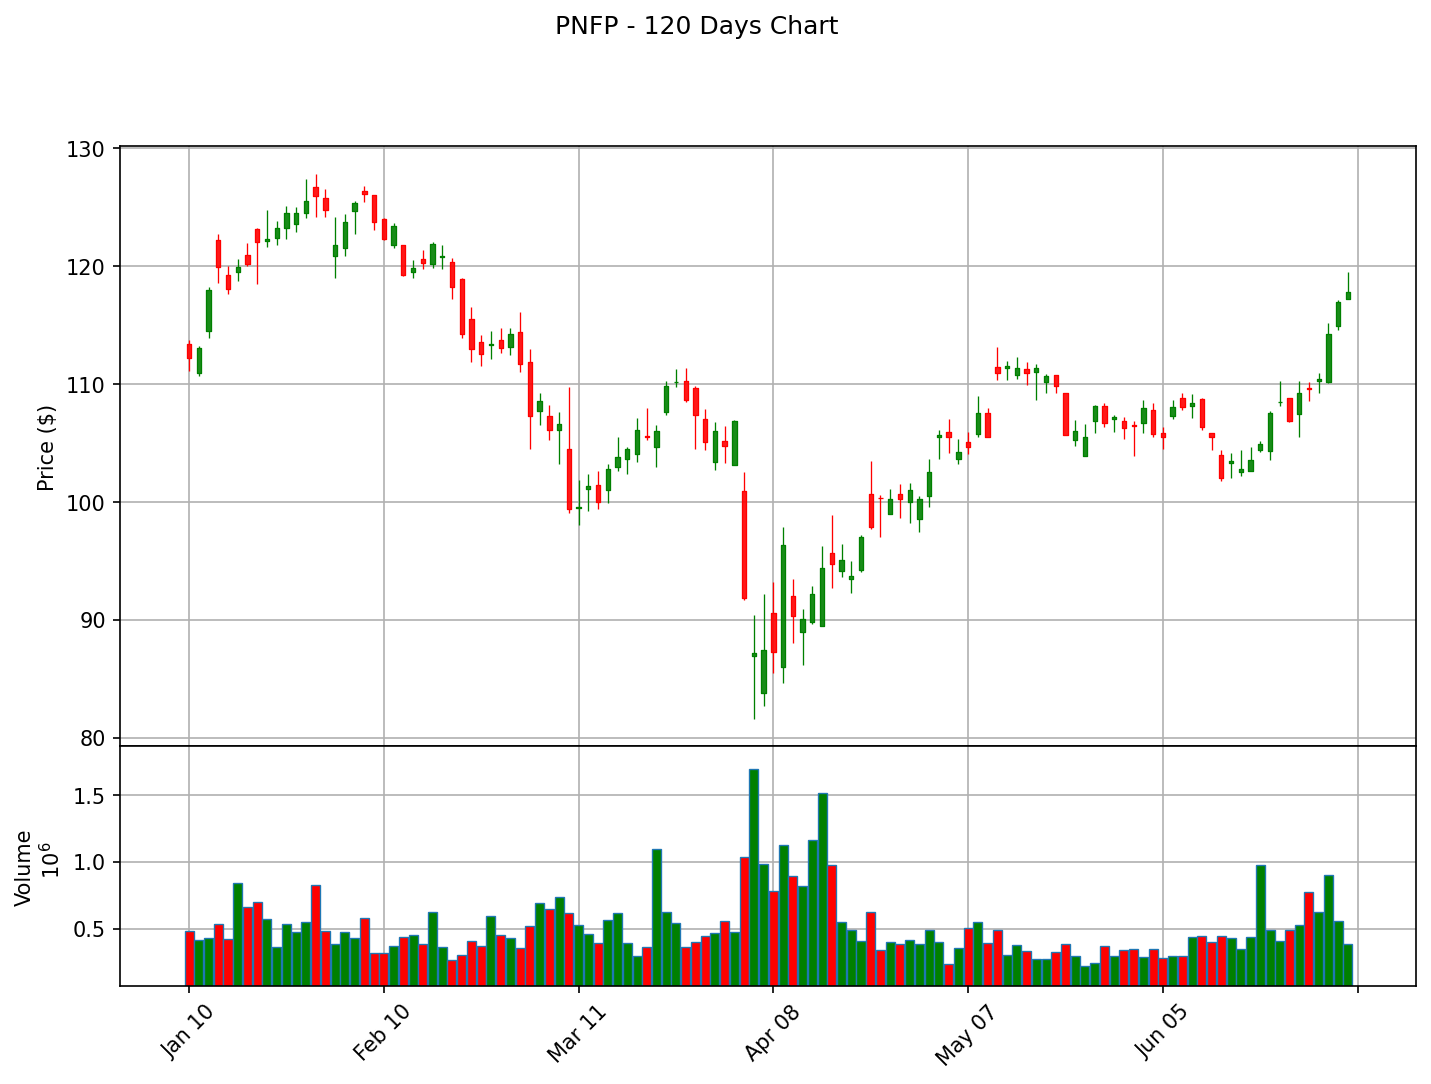 PNFP - 120 Days Chart
Price ($)
130
120
110
100
90
80
Volume
10^6
1.5
1.0
0.5
Jan 10
Feb 10
Mar 11
Apr 08
May 07
Jun 05